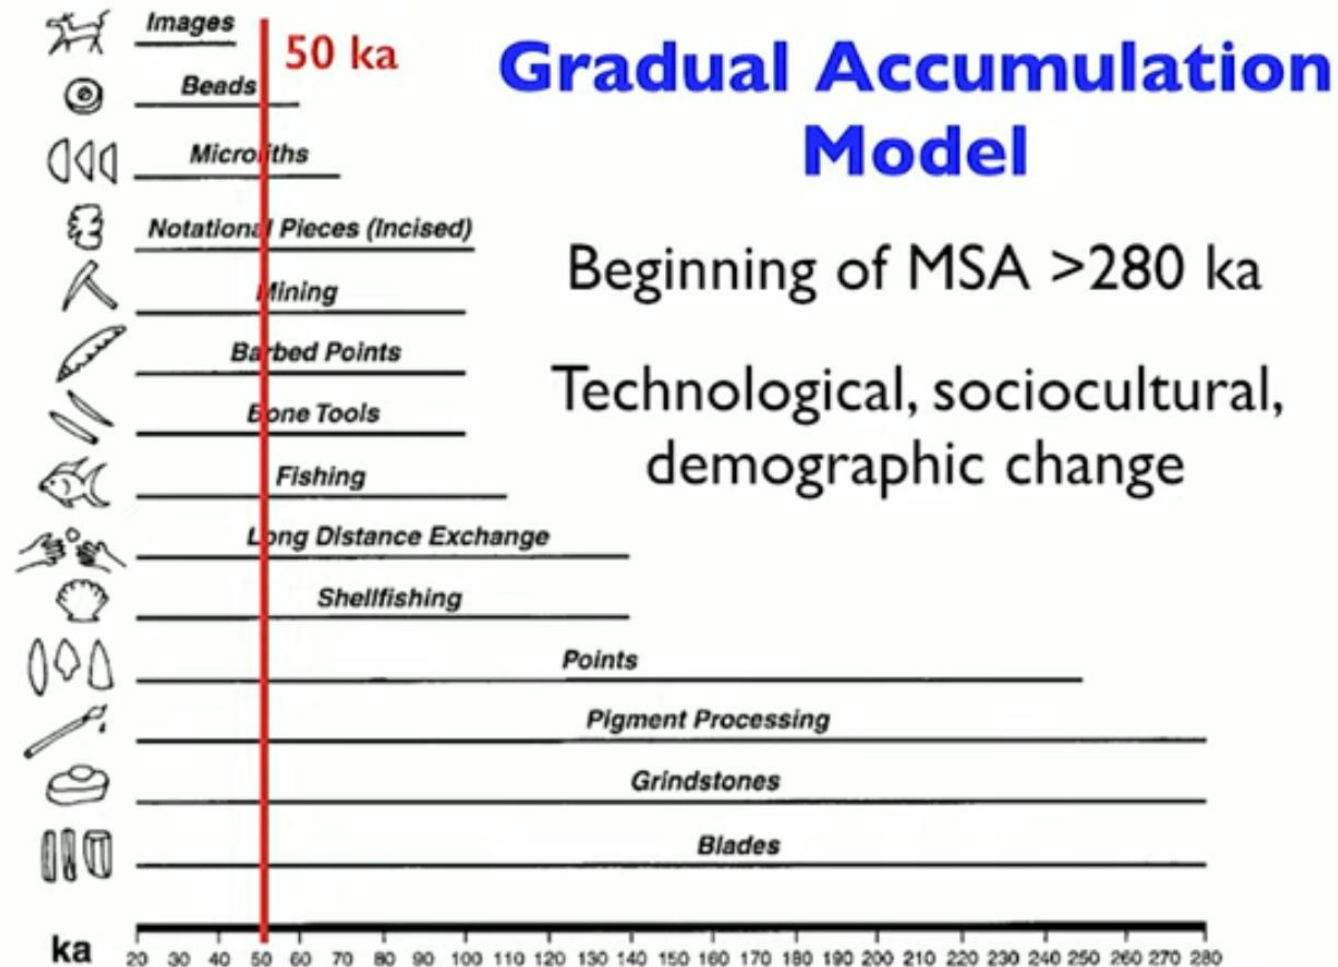 Images
50 ka
Gradual Accumulation
Model
Beads
Microliths
Notational Pieces (Incised)
Beginning of MSA >280 ka
Mining
Barbed Points
Technological, sociocultural,
demographic change
Bone Tools
Fishing
Long Distance Exchange
Shellfishing
Points
Pigment Processing
Grindstones
Blades
ka
20 30 40 50 60 70 80 90 100 110 120 130 140 150 160 170 180 190 200 210 220 230 240 250 260 270 280